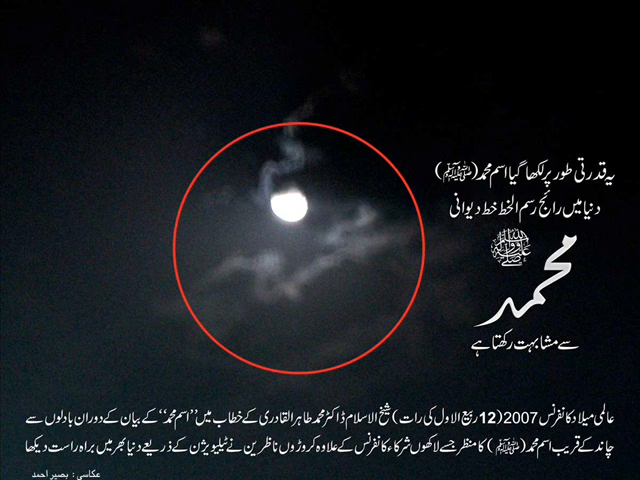 یہ قدرتی طور پر لکھا گیا اسم محمد (ﷺ)
دنیا میں رائج رسم الخط خط دیوانی
ﷺ
محمد
سے مشابہت رکھتا ہے
عالمی میلاد کانفرنس 2007 (12 ربیع الاول کی رات) شیخ الاسلام ڈاکٹر محمد طاہر القادری کے خطاب میں ”اسم محمد“ کے بیان کے دوران بادلوں سے
چاند کے قریب اسم محمد (ﷺ) کا منظر جسے لاکھوں شرکاء کانفرنس کے علاوہ کروڑوں ناظرین نے ٹیلیویژن کے ذریعے دنیا بھر میں براہ راست دیکھا
عکاسی : بصیر احمد